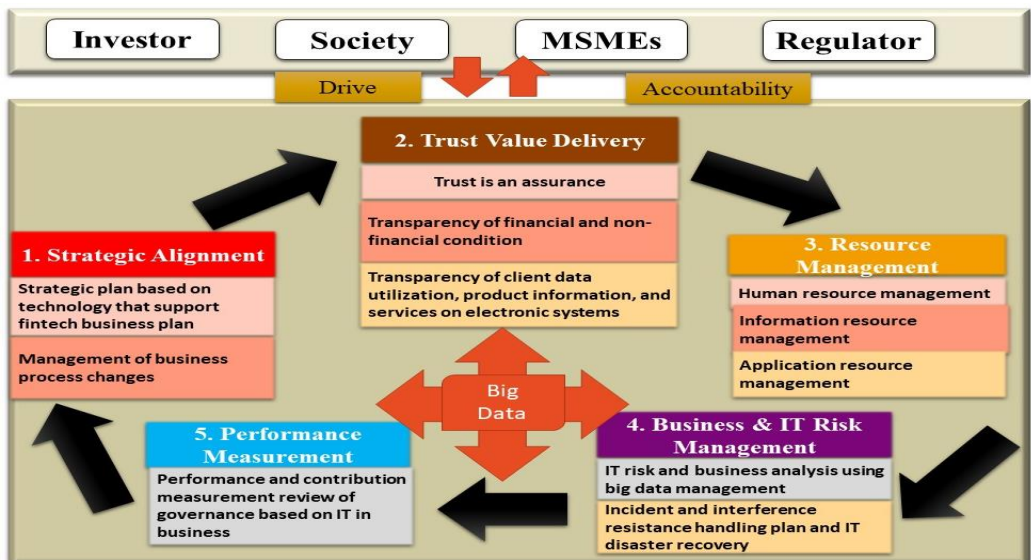 Investor
Society
MSMEs
Regulator
Drive
Accountability
2. Trust Value Delivery
Trust is an assurance
Transparency of financial and non-
financial condition
Transparency of client data
utilization, product information, and
services on electronic systems
1. Strategic Alignment
Strategic plan based on
technology that support
fintech business plan
Management of business
process changes
3. Resource
Management
Human resource management
Information resource
management
Application resource
management
Big
Data
4. Business & IT Risk
Management
IT risk and business analysis using
big data management
Incident and interference
resistance handling plan and IT
disaster recovery
5. Performance
Measurement
Performance and contribution
measurement review of
governance based on IT in
business